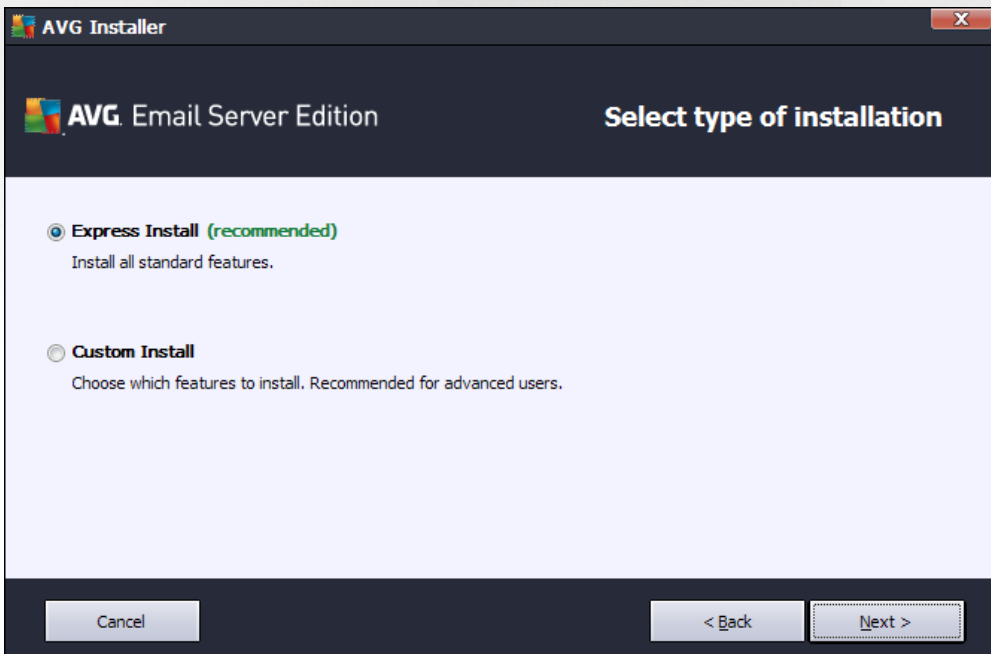 AVG Installer
X
AVG. Email Server Edition
Select type of installation
Express Install (recommended)
Install all standard features.
Custom Install
Choose which features to install. Recommended for advanced users.
Cancel
< Back
Next >